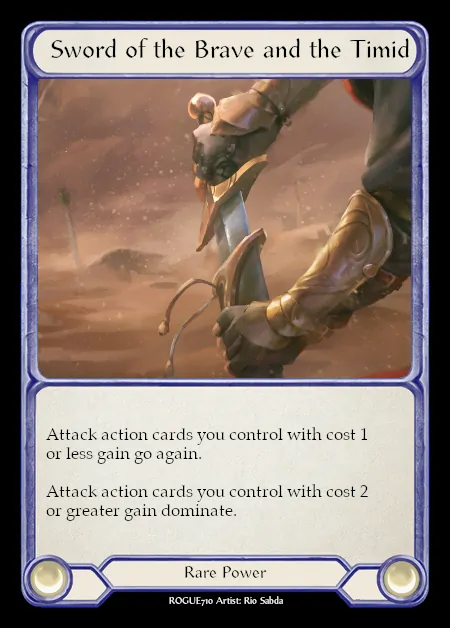 Sword of the Brave and the Timid
Attack action cards you control with cost 1
or less gain go again.
Attack action cards you control with cost 2
or greater gain dominate.
Rare Power
ROGUE710 Artist: Rio Sabda